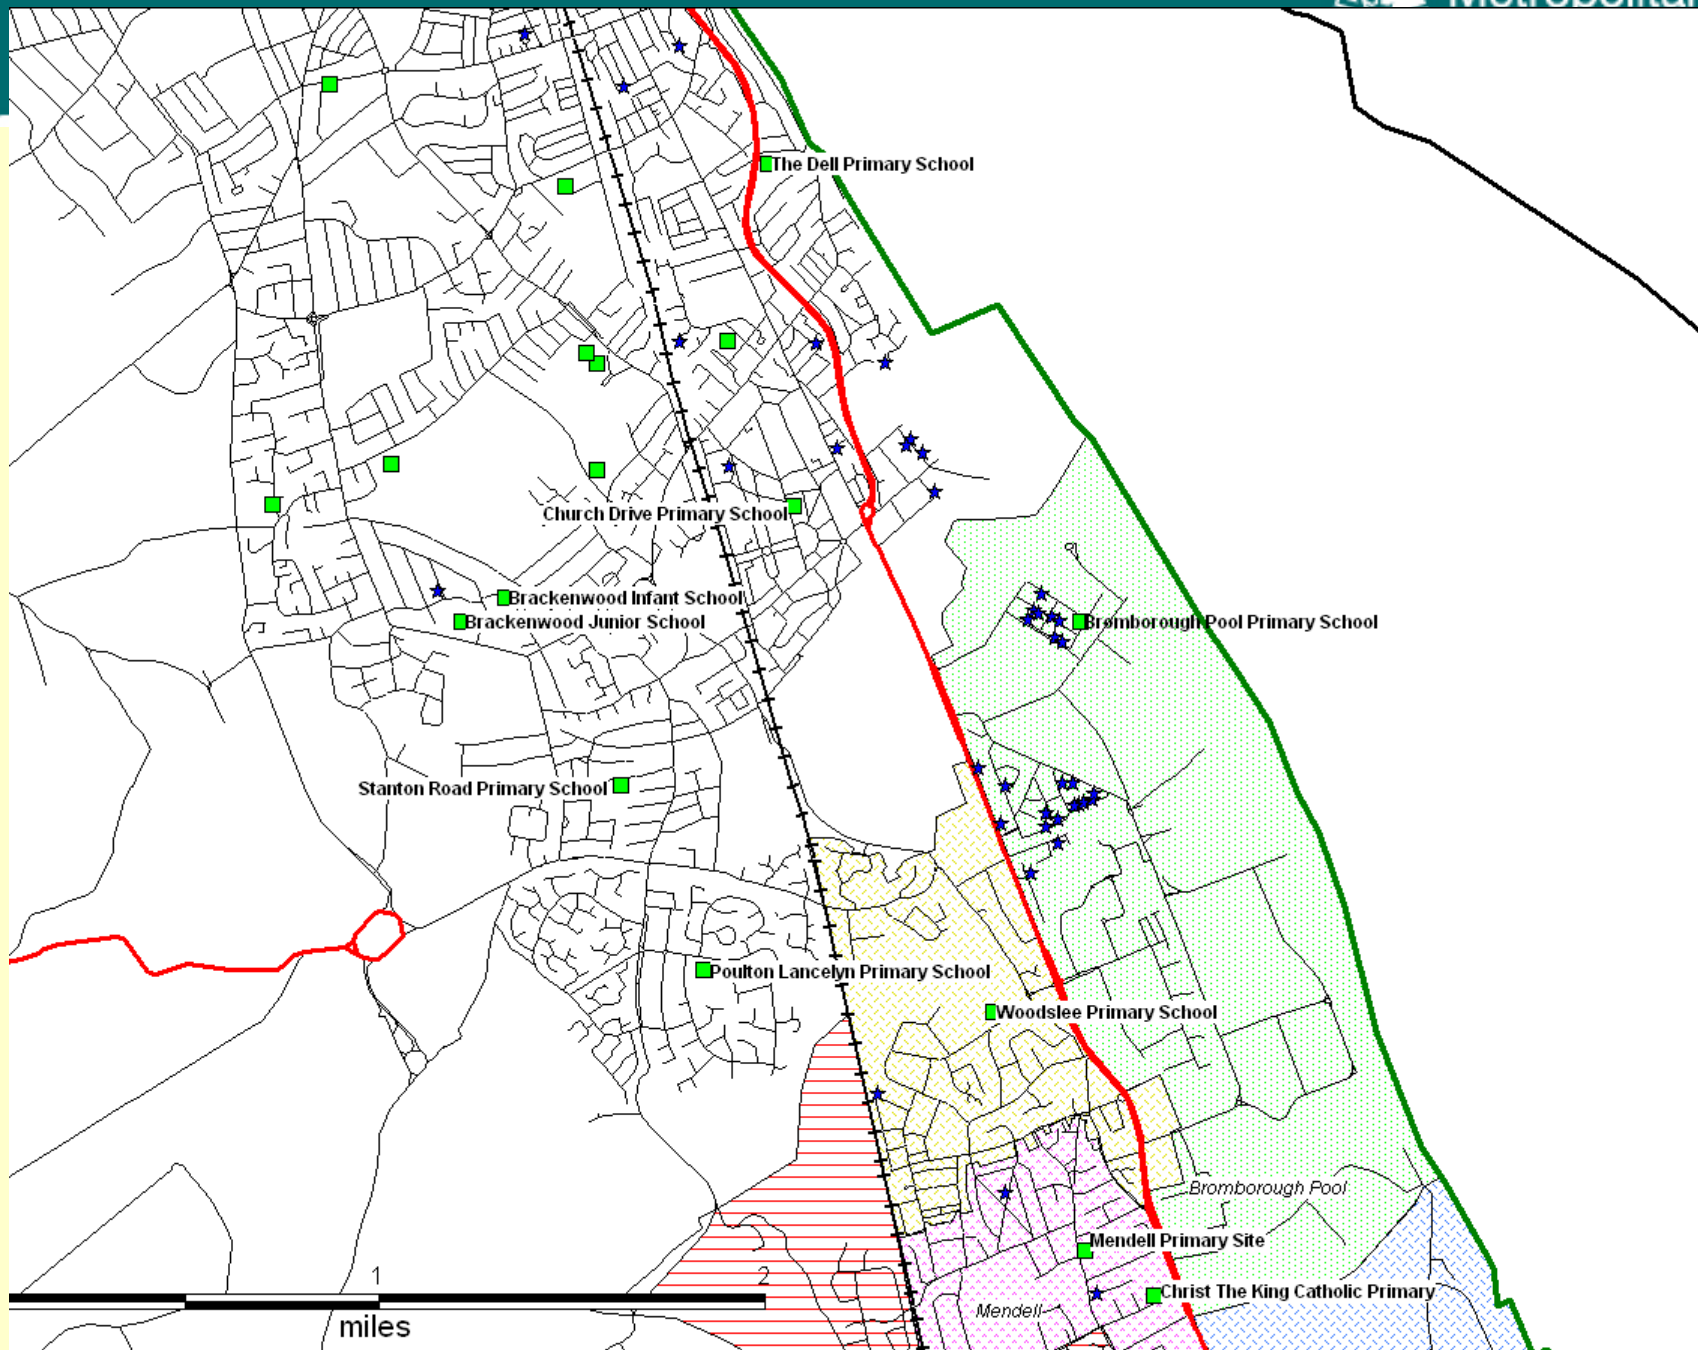 The Dell Primary School
Church Drive Primary School
Brackenwood Infant School
Brackenwood Junior School
Bromborough Pool Primary School
Stanton Road Primary School
Poulton Lancelyn Primary School
Woodslee Primary School
Bromborough Pool
Mendell Primary Site
Christ The King Catholic Primary
Mendell
1
2
miles